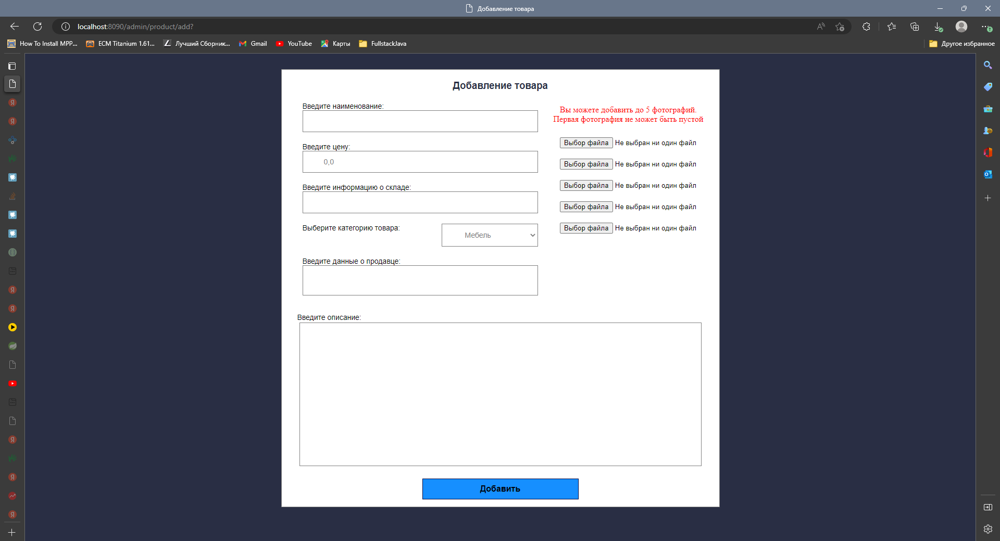 Добавление товара
localhost:8090/admin/product/add?
How To Install MPP...
ECM Titanium 1.61...
Лучший Сборник...
Gmail
YouTube
Карты
FullstackJava
Другое избранное
Добавление товара
Введите наименование:
Введите цену:
0,0
Введите информацию о складе:
Выберите категорию товара:
Мебель
Введите данные о продавце:
Вы можете добавить до 5 фотографий.
Первая фотография не может быть пустой
Выбор файла Не выбран ни один файл
Выбор файла Не выбран ни один файл
Выбор файла Не выбран ни один файл
Выбор файла Не выбран ни один файл
Выбор файла Не выбран ни один файл
Введите описание:
Добавить